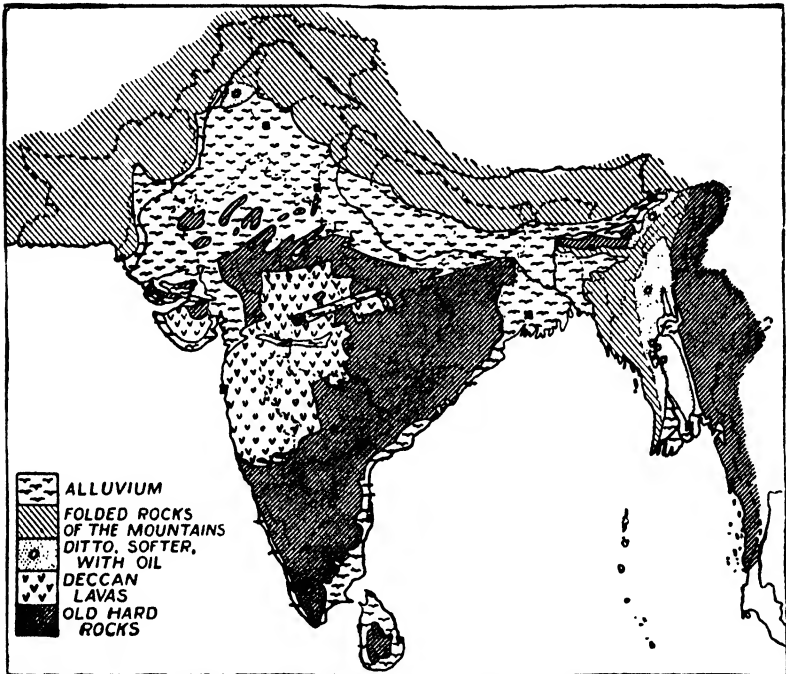 ALLUVIUM
FOLDED ROCKS
OF THE MOUNTAINS
DITTO, SOFTER,
WITH OIL
DECCAN
LAVAS
OLD HARD
ROCKS